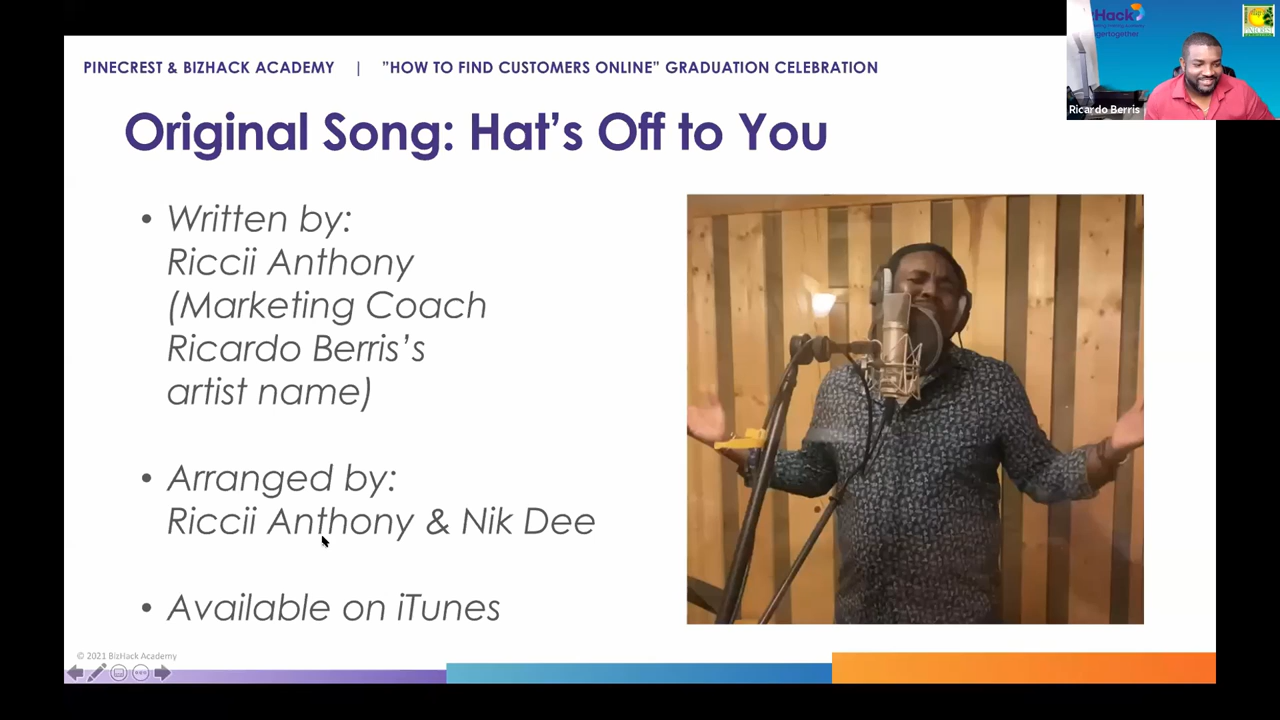 PINECREST & BIZHACK ACADEMY | "HOW TO FIND CUSTOMERS ONLINE" GRADUATION CELEBRATION
Original Song: Hat's Off to You
• Written by:
Riccii Anthony
(Marketing Coach
Ricardo Berris's
artist name)
• Arranged by:
Riccii Anthony & Nik Dee
• Available on iTunes
© 2021 BizHack Academy
Hack
Ricardo Berris